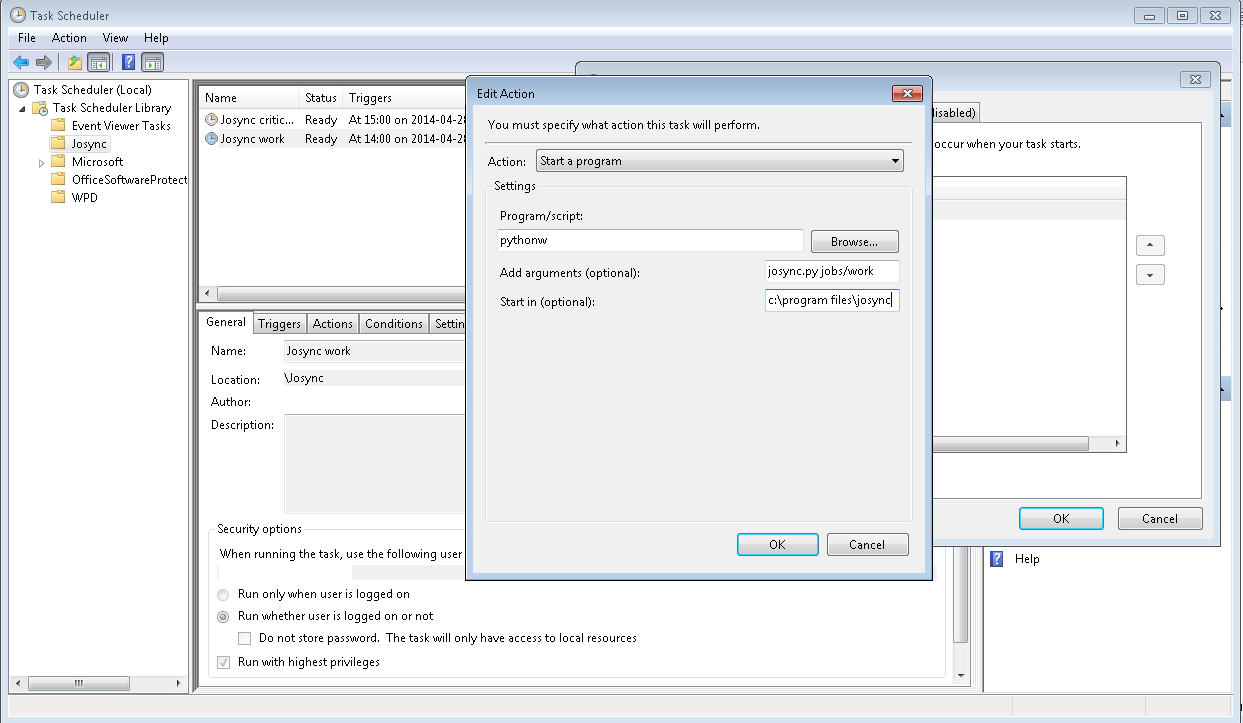 Task Scheduler
File Action View Help
Task Scheduler (Local)
Task Scheduler Library
Event Viewer Tasks
Josync
Microsoft
OfficeSoftwareProtect
WPD
Name Status Triggers
Josync critic... Ready At 15:00 on 2014-04-28
Josync work Ready At 14:00 on 2014-04-28
General Triggers Actions Conditions Settin
Name: Josync work
Location: \Josync
Author:
Description:
Security options
When running the task, use the following user
Run only when user is logged on
Run whether user is logged on or not
Do not store password. The task will only have access to local resources
Run with highest privileges
Edit Action
You must specify what action this task will perform.
Action: Start a program
Settings
Program/script:
pythonw Browse...
Add arguments (optional): josync.py jobs/work
Start in (optional): c:\program files\josync
OK Cancel
isabled)
occur when your task starts.
OK Cancel
Help